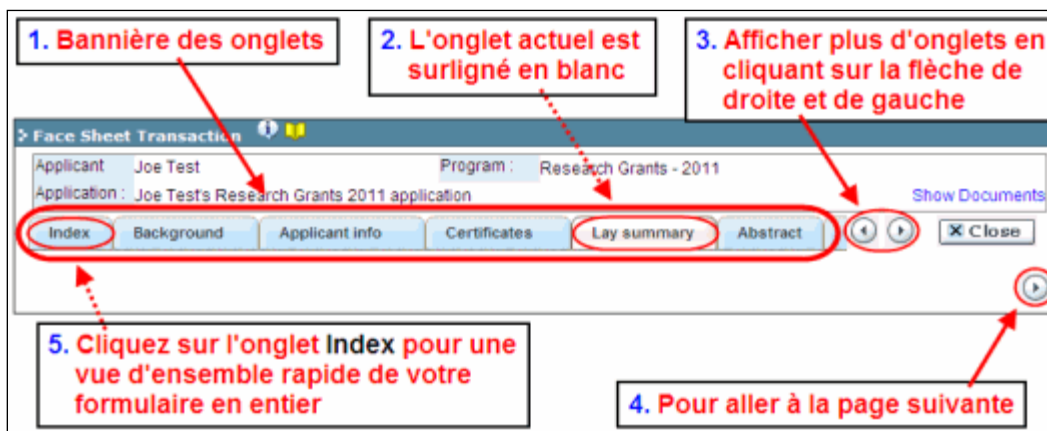 1. Bannière des onglets
2. L'onglet actuel est
surligné en blanc
3. Afficher plus d'onglets en
cliquant sur la flèche de
droite et de gauche
Face Sheet Transaction
Applicant Joe Test Program : Research Grants - 2011
Application : Joe Test's Research Grants 2011 application
Show Documents
Index Background Applicant info Certificates Lay summary Abstract X Close
5. Cliquez sur l'onglet Index pour une
vue d'ensemble rapide de votre
formulaire en entier
4. Pour aller à la page suivante